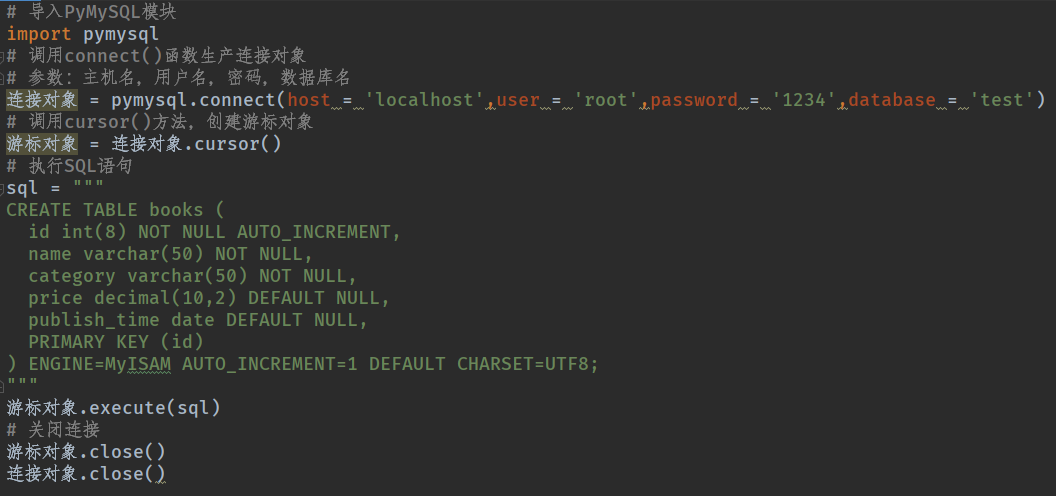 # 导入PyMySQL模块
import pymysql
# 调用connect()函数生产连接对象
# 参数：主机名，用户名，密码，数据库名
连接对象 = pymysql.connect(host = 'localhost',user = 'root',password = '1234',database = 'test')
# 调用cursor()方法，创建游标对象
游标对象 = 连接对象.cursor()
# 执行SQL语句
sql = """
CREATE TABLE books (
  id int(8) NOT NULL AUTO_INCREMENT,
  name varchar(50) NOT NULL,
  category varchar(50) NOT NULL,
  price decimal(10,2) DEFAULT NULL,
  publish_time date DEFAULT NULL,
  PRIMARY KEY (id)
) ENGINE=MyISAM AUTO_INCREMENT=1 DEFAULT CHARSET=UTF8;
"""
游标对象.execute(sql)
# 关闭连接
游标对象.close()
连接对象.close()